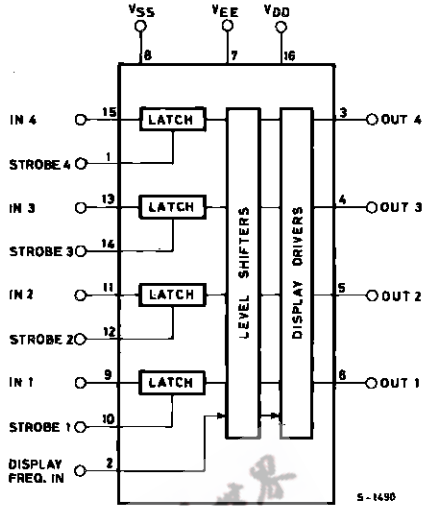 VSS VEE VDD
8 7 16
IN 4 15 LATCH 3 OUT 4
STROBE 4 1
IN 3 13 LATCH 4 OUT 3
STROBE 3 14
IN 2 11 LATCH 5 OUT 2
STROBE 2 12
IN 1 9 LATCH 6 OUT 1
STROBE 1 10
DISPLAY
FREQ. IN 2
LEVEL SHIFTERS
DISPLAY DRIVERS
S-1490